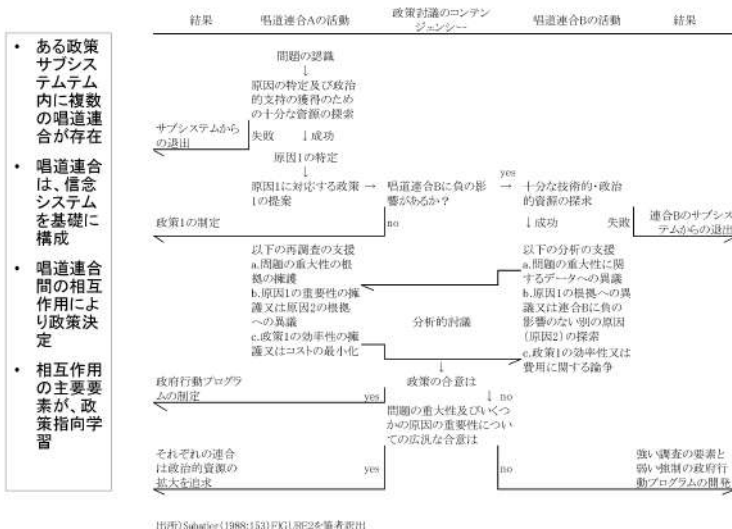 ・ ある政策
サブシス
テムテム
内に複数
の唱道連
合が存在
・ 唱道連合
は、信念
システム
を基礎に
構成
・ 唱道連合
間の相互
作用によ
り政策決
定
・ 相互作用
の主要要
素が、政
策指向学
習
結果 唱道連合Aの活動 政策討議のコンテン
ジェンシー 唱道連合Bの活動 結果
問題の認識
↓
原因の特定及び政治
的支持の獲得のため
の十分な資源の探索
サブシステムから
の退出 失敗 ↓成功
原因1の特定
原因1に対応する政策
1の提案 → 唱道連合Bに負の影
響があるか? yes → 十分な技術的・政治
的資源の探求
政策1の制定 no ↓成功 失敗 連合Bのサブシス
テムからの退出
以下の再調査の支援
a.問題の重大性の根
拠の擁護
b.原因1の重要性の擁
護又は原因2の根拠
への異議
c.政策1の効率性の擁
護又はコストの最小化
分析的討議
以下の分析の支援
a.問題の重大性に関
するデータへの異議
b.原因1の根拠への異
議又は連合Bに負の
影響のない別の原因
(原因2)の探索
c.政策1の効率性又は
費用に関する論争
↓
政府行動プログラ
ムの制定 yes 政策の合意は
↓ no
問題の重大性及びいくつ
かの原因の重要性につい
ての広汎な合意は
それぞれの連合
は政治的資源の
拡大を追求 yes no 強い調査の要素と
弱い強制の政府行
動プログラムの開発
出所)Sabatier(1988:153)FIGURE2を筆者訳出